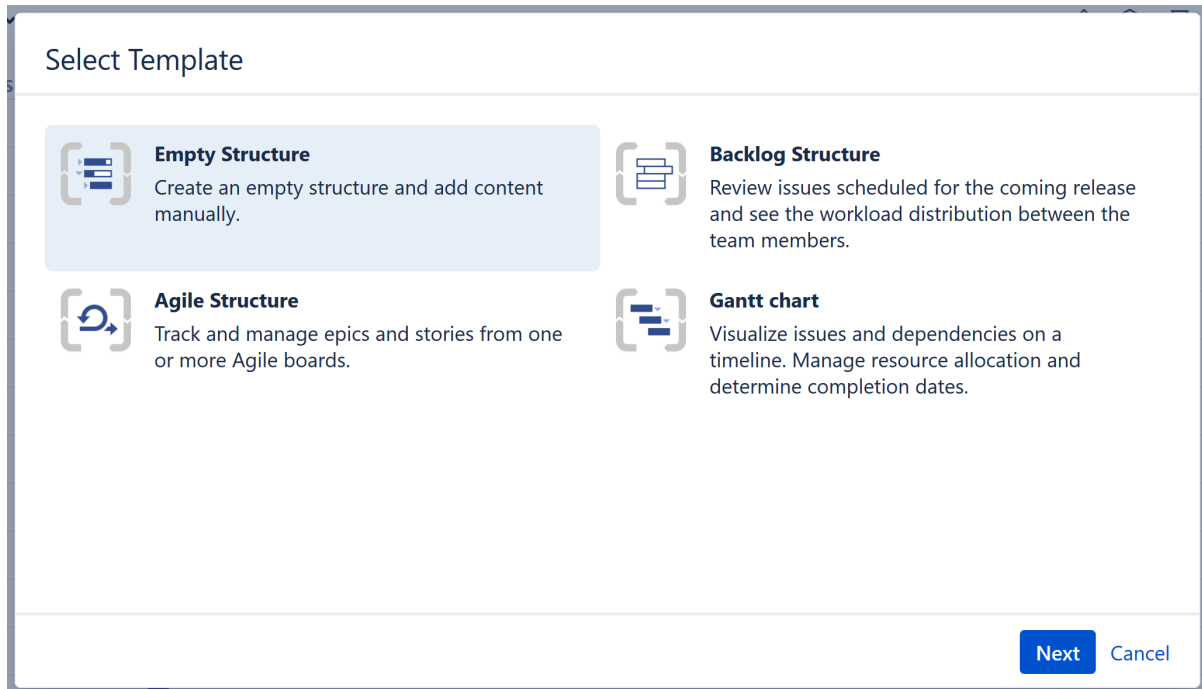 Select Template
Empty Structure
Create an empty structure and add content
manually.
Backlog Structure
Review issues scheduled for the coming release
and see the workload distribution between the
team members.
Agile Structure
Track and manage epics and stories from one
or more Agile boards.
Gantt chart
Visualize issues and dependencies on a
timeline. Manage resource allocation and
determine completion dates.
Next
Cancel